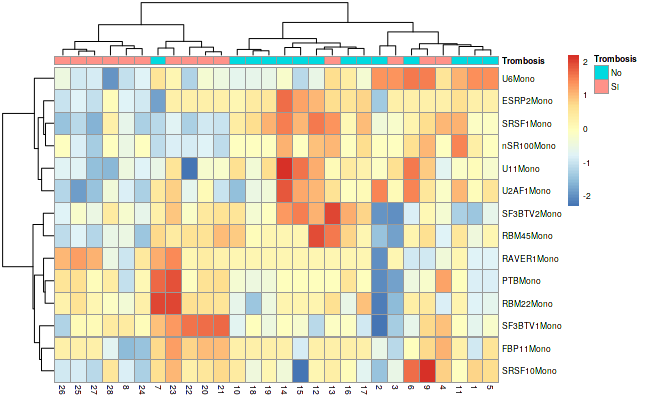 Trombosis
U6Mono
ESRP2Mono
SRSF1Mono
nSR100Mono
U11Mono
U2AF1Mono
SF3BTV2Mono
RBM45Mono
RAVER1Mono
PTBMono
RBM22Mono
SF3BTV1Mono
FBP11Mono
SRSF10Mono
26 25 27 28 8 24 7 23 22 20 21 10 18 19 14 15 12 13 16 17 2 3 6 9 4 11 1 5
2
1
0
-1
-2
Trombosis
No
SI